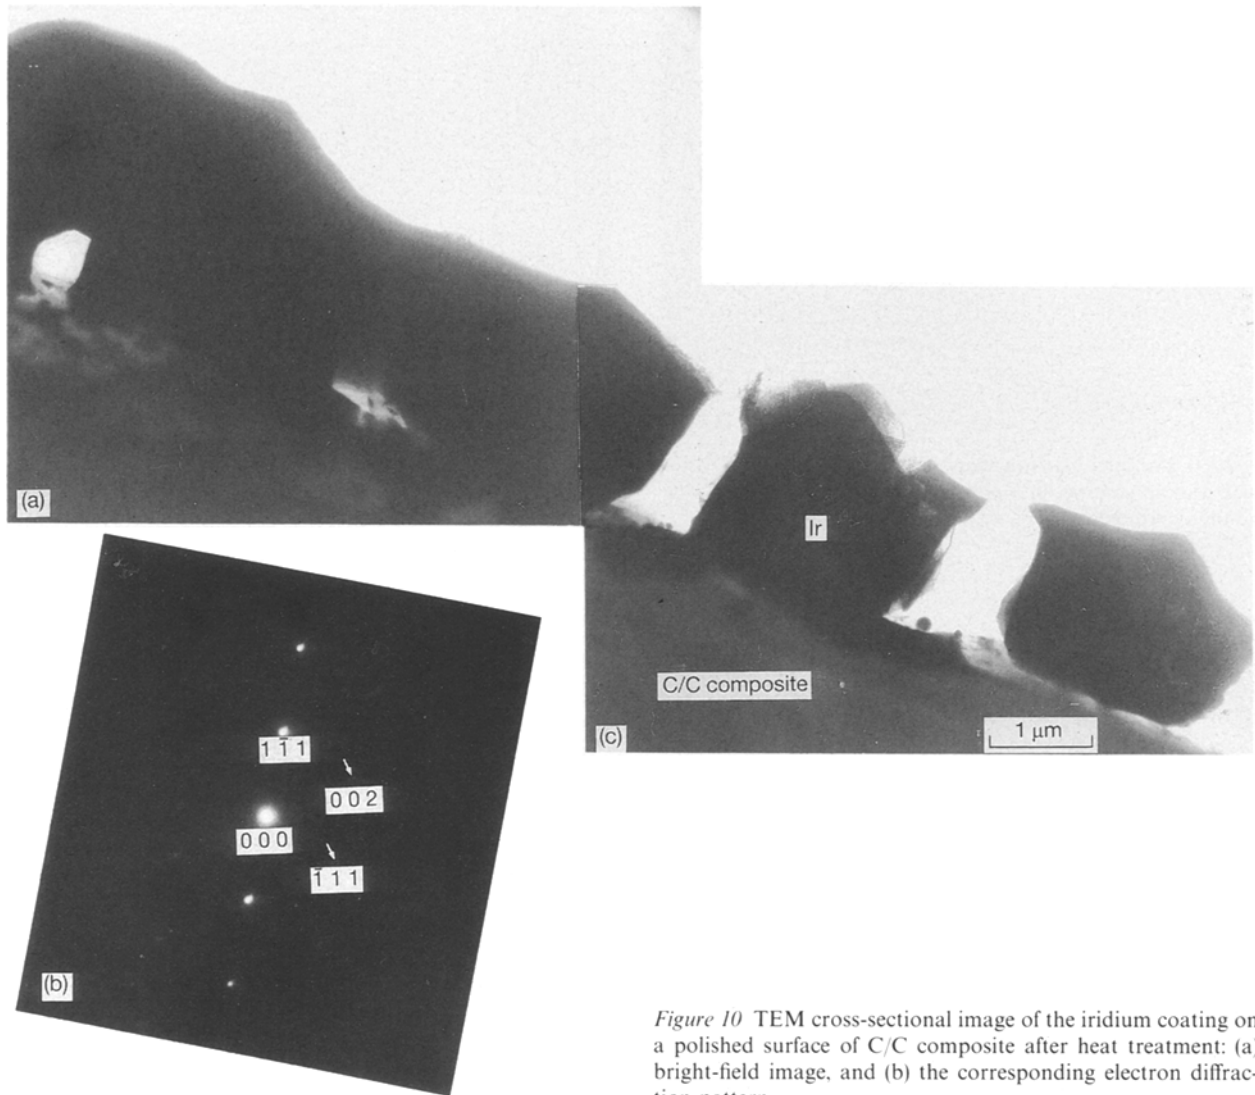 (a)
Ir
C/C composite
(c)
1 μm
1 1̄ 1
0 0 2
0 0 0
1̄ 1 1
(b)
Figure 10 TEM cross-sectional image of the iridium coating on
a polished surface of C/C composite after heat treatment: (a)
bright-field image, and (b) the corresponding electron diffrac-